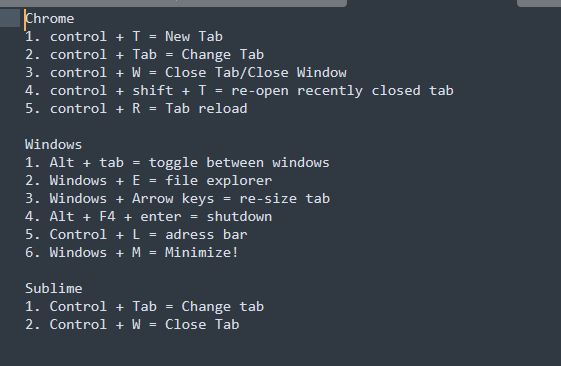 Chrome
1. control + T = New Tab
2. control + Tab = Change Tab
3. control + W = Close Tab/Close Window
4. control + shift + T = re-open recently closed tab
5. control + R = Tab reload
Windows
1. Alt + tab = toggle between windows
2. Windows + E = file explorer
3. Windows + Arrow keys = re-size tab
4. Alt + F4 + enter = shutdown
5. Control + L = adress bar
6. Windows + M = Minimize!
Sublime
1. Control + Tab = Change tab
2. Control + W = Close Tab